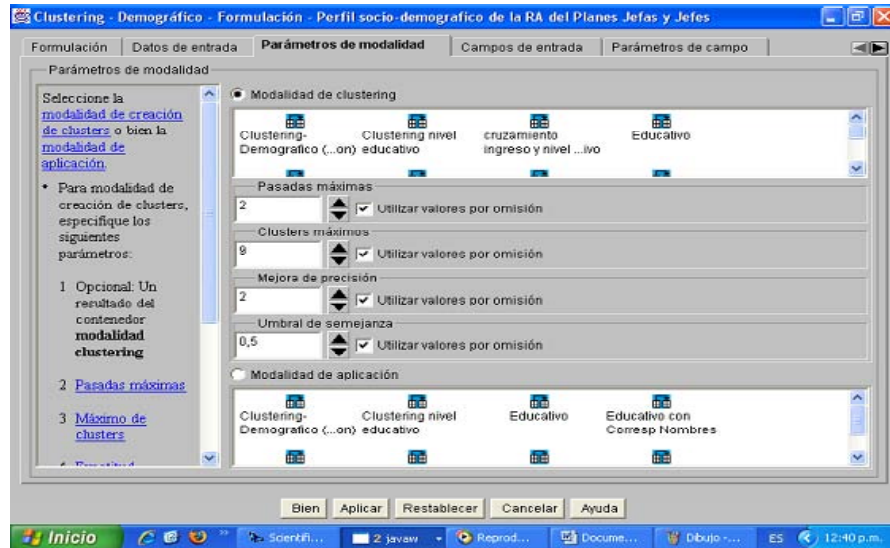 Clustering - Demográfico - Formulación - Perfil socio-demografico de la RA del Planes Jefas y Jefes
Formulación
Datos de entrada
Parámetros de modalidad
Campos de entrada
Parámetros de campo
Parámetros de modalidad
Seleccione la
modalidad de creación
de clusters o bien la
modalidad de
aplicación.
• Para modalidad de
creación de clusters,
especifique los
siguientes
parámetros:
1 Opcional: Un
resultado del
contenedor
modalidad
clustering
2 Pasadas máximas
3 Máximo de
clusters
Modalidad de clustering
Clustering-
Demografico (...on)
Clustering nivel
educativo
cruzamiento
ingreso y nivel ...ivo
Educativo
Pasadas máximas
2
Utilizar valores por omisión
Clusters máximos
9
Utilizar valores por omisión
Mejora de precisión
2
Utilizar valores por omisión
Umbral de semejanza
0,5
Utilizar valores por omisión
Modalidad de aplicación
Clustering-
Demografico (...on)
Clustering nivel
educativo
Educativo
Educativo con
Corresp Nombres
Bien
Aplicar
Restablecer
Cancelar
Ayuda
Inicio
Scientifi...
2 javaw
Reprod...
Docume...
Dibujo -...
ES
12:40 p.m.